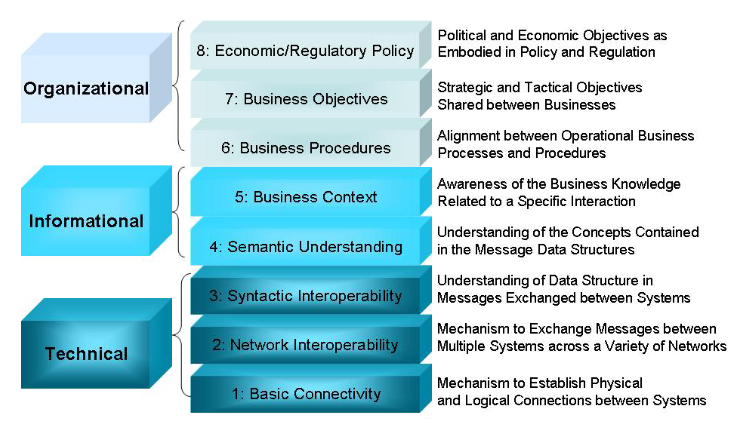 Organizational
8: Economic/Regulatory Policy
Political and Economic Objectives as
Embodied in Policy and Regulation
7: Business Objectives
Strategic and Tactical Objectives
Shared between Businesses
6: Business Procedures
Alignment between Operational Business
Processes and Procedures
Informational
5: Business Context
Awareness of the Business Knowledge
Related to a Specific Interaction
4: Semantic Understanding
Understanding of the Concepts Contained
in the Message Data Structures
Technical
3: Syntactic Interoperability
Understanding of Data Structure in
Messages Exchanged between Systems
2: Network Interoperability
Mechanism to Exchange Messages between
Multiple Systems across a Variety of Networks
1: Basic Connectivity
Mechanism to Establish Physical
and Logical Connections between Systems